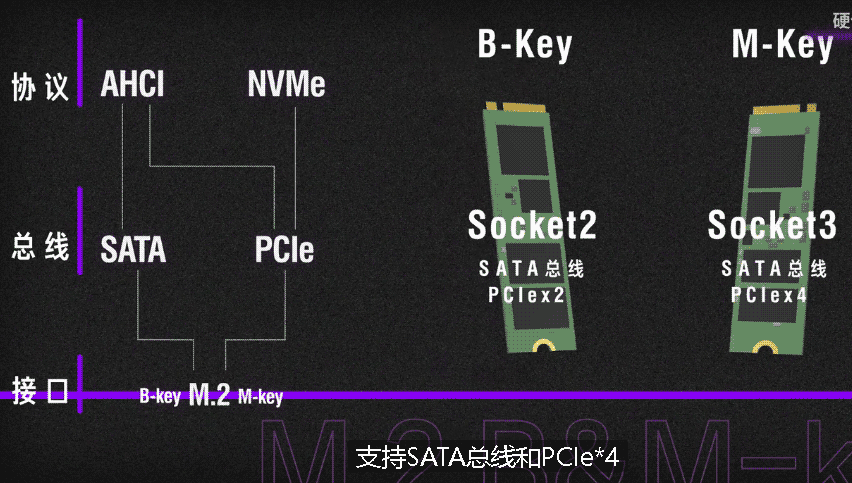 硬
B-Key
M-Key
协议
AHCI
NVMe
总线
SATA
PCIe
Socket2
SATA总线
PCIex2
Socket3
SATA总线
PCIex4
接口
B-key M.2 M-key
M.2 B&M-k
支持SATA总线和PCIe*4